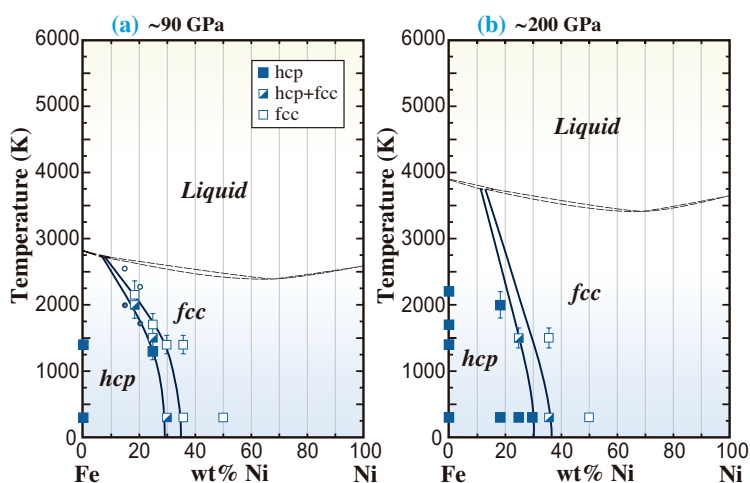 (a) ~90 GPa
6000
5000
4000
3000
2000
1000
0
Temperature (K)
hcp
hcp+fcc
fcc
Liquid
fcc
hcp
0 20 40 60 80 100
Fe wt% Ni Ni
(b) ~200 GPa
6000
5000
4000
3000
2000
1000
0
Temperature (K)
Liquid
fcc
hcp
0 20 40 60 80 100
Fe wt% Ni Ni